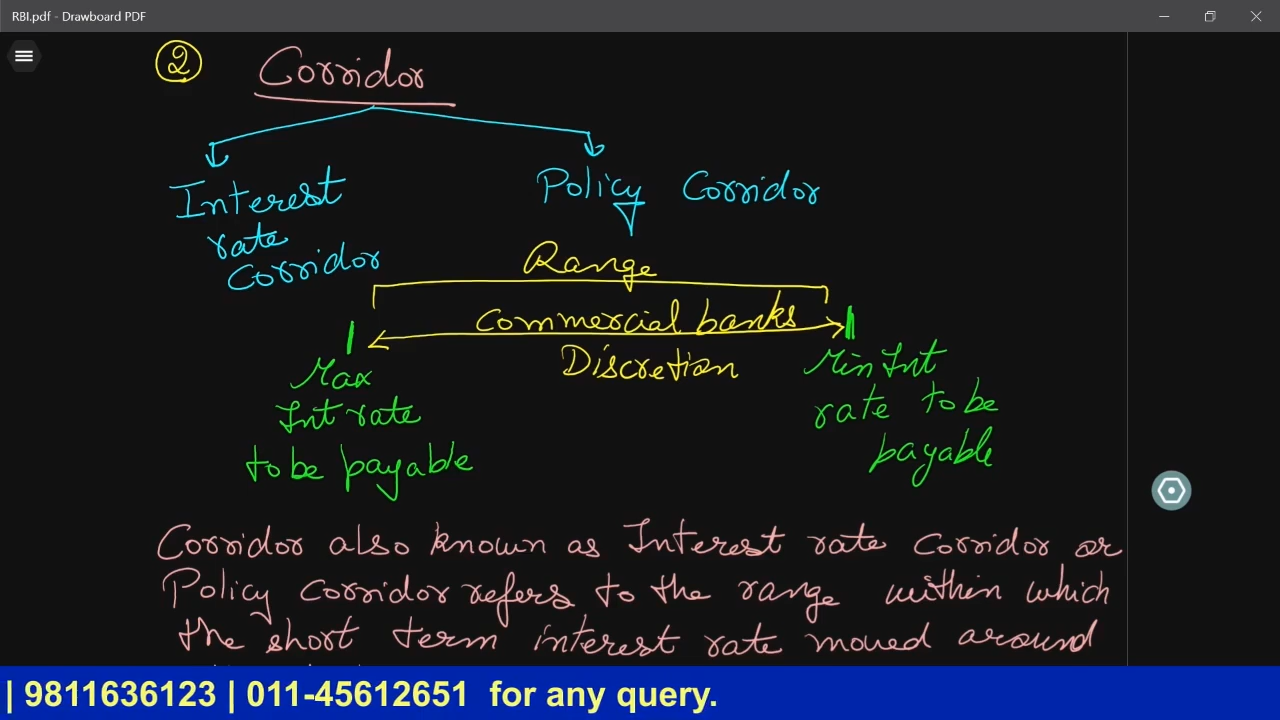 RBI.pdf - Drawboard PDF
2 Corridor
Interest rate Corridor
Policy Corridor
Range
Commercial banks
Discretion
Max
Int rate
to be payable
Min Int
rate to be
payable
Corridor also known as Interest rate Corridor or
Policy Corridor refers to the range within which
the short term interest rate moved around
| 9811636123 | 011-45612651 for any query.